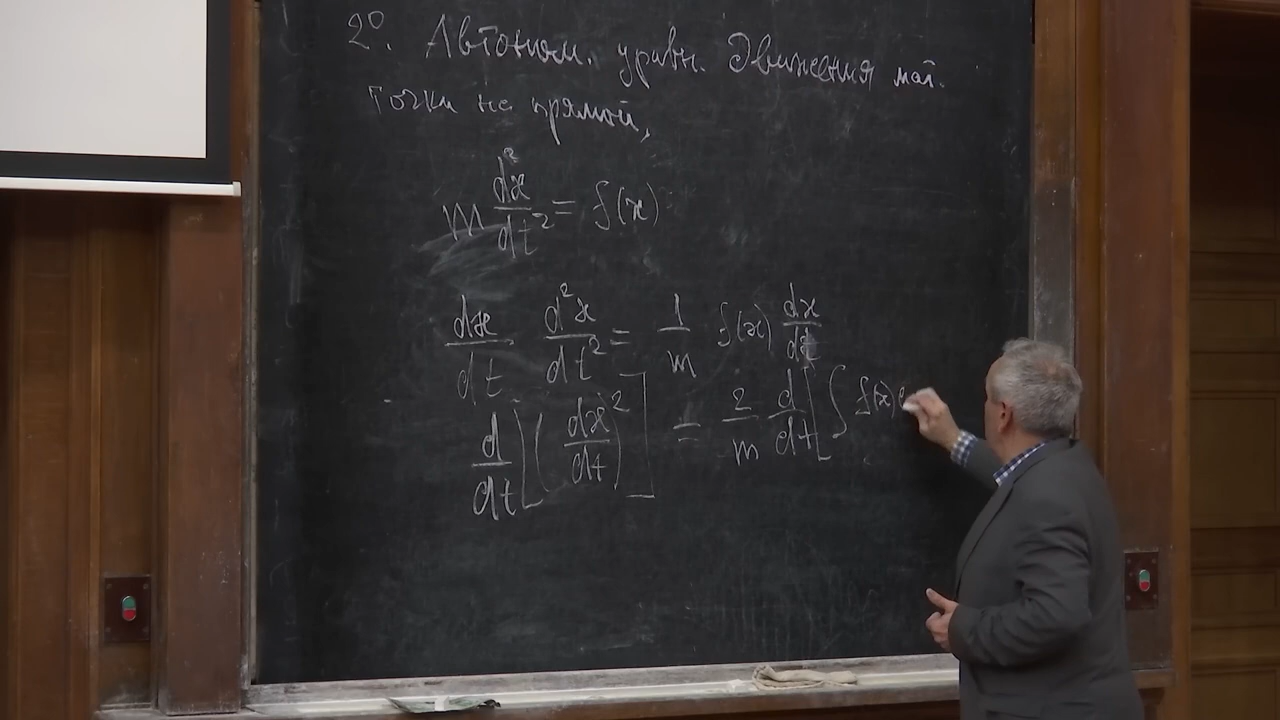 2º. Автоном. уравн. движения мат.
точки на прямой,
m d²x/dt² = f(x)
dx/dt d²x/dt² = 1/m f(x) dx/dt
d/dt [(dx/dt)²] = 2/m d/dt [∫ f(x)